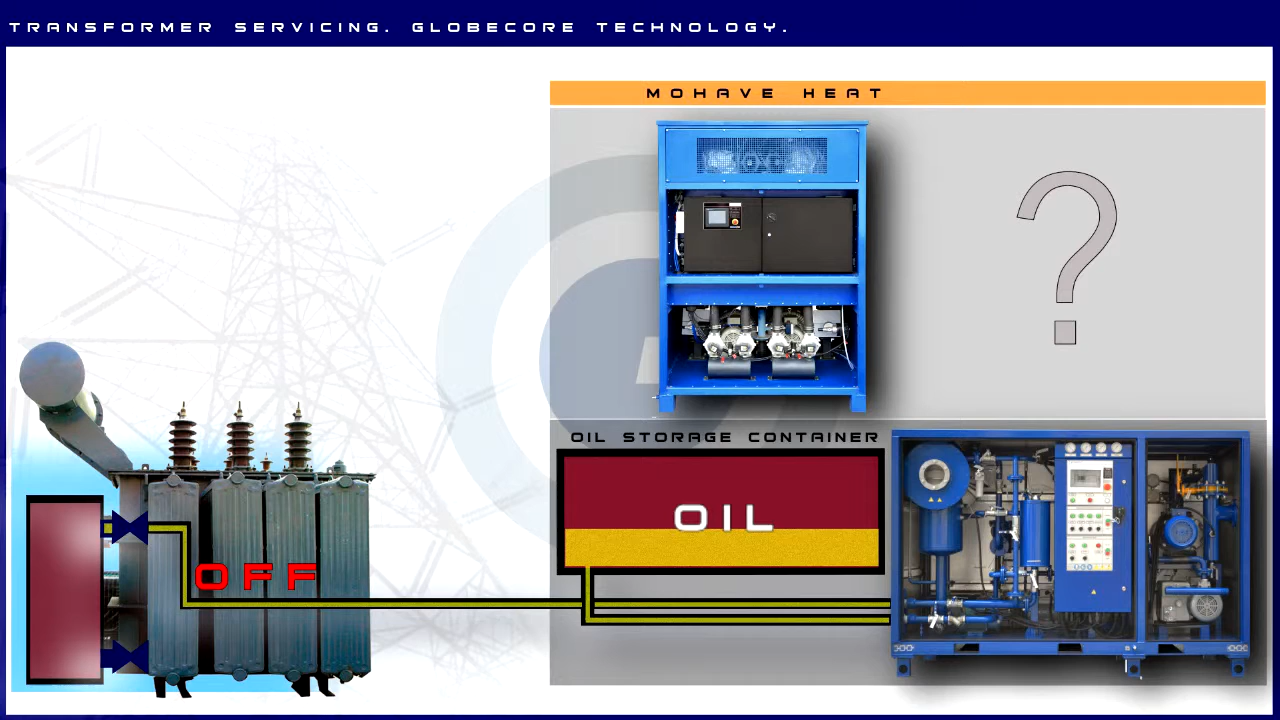 TRANSFORMER SERVICING. GLOBECORE TECHNOLOGY.
MOHAVE HEAT
?
OIL STORAGE CONTAINER
OIL
OFF